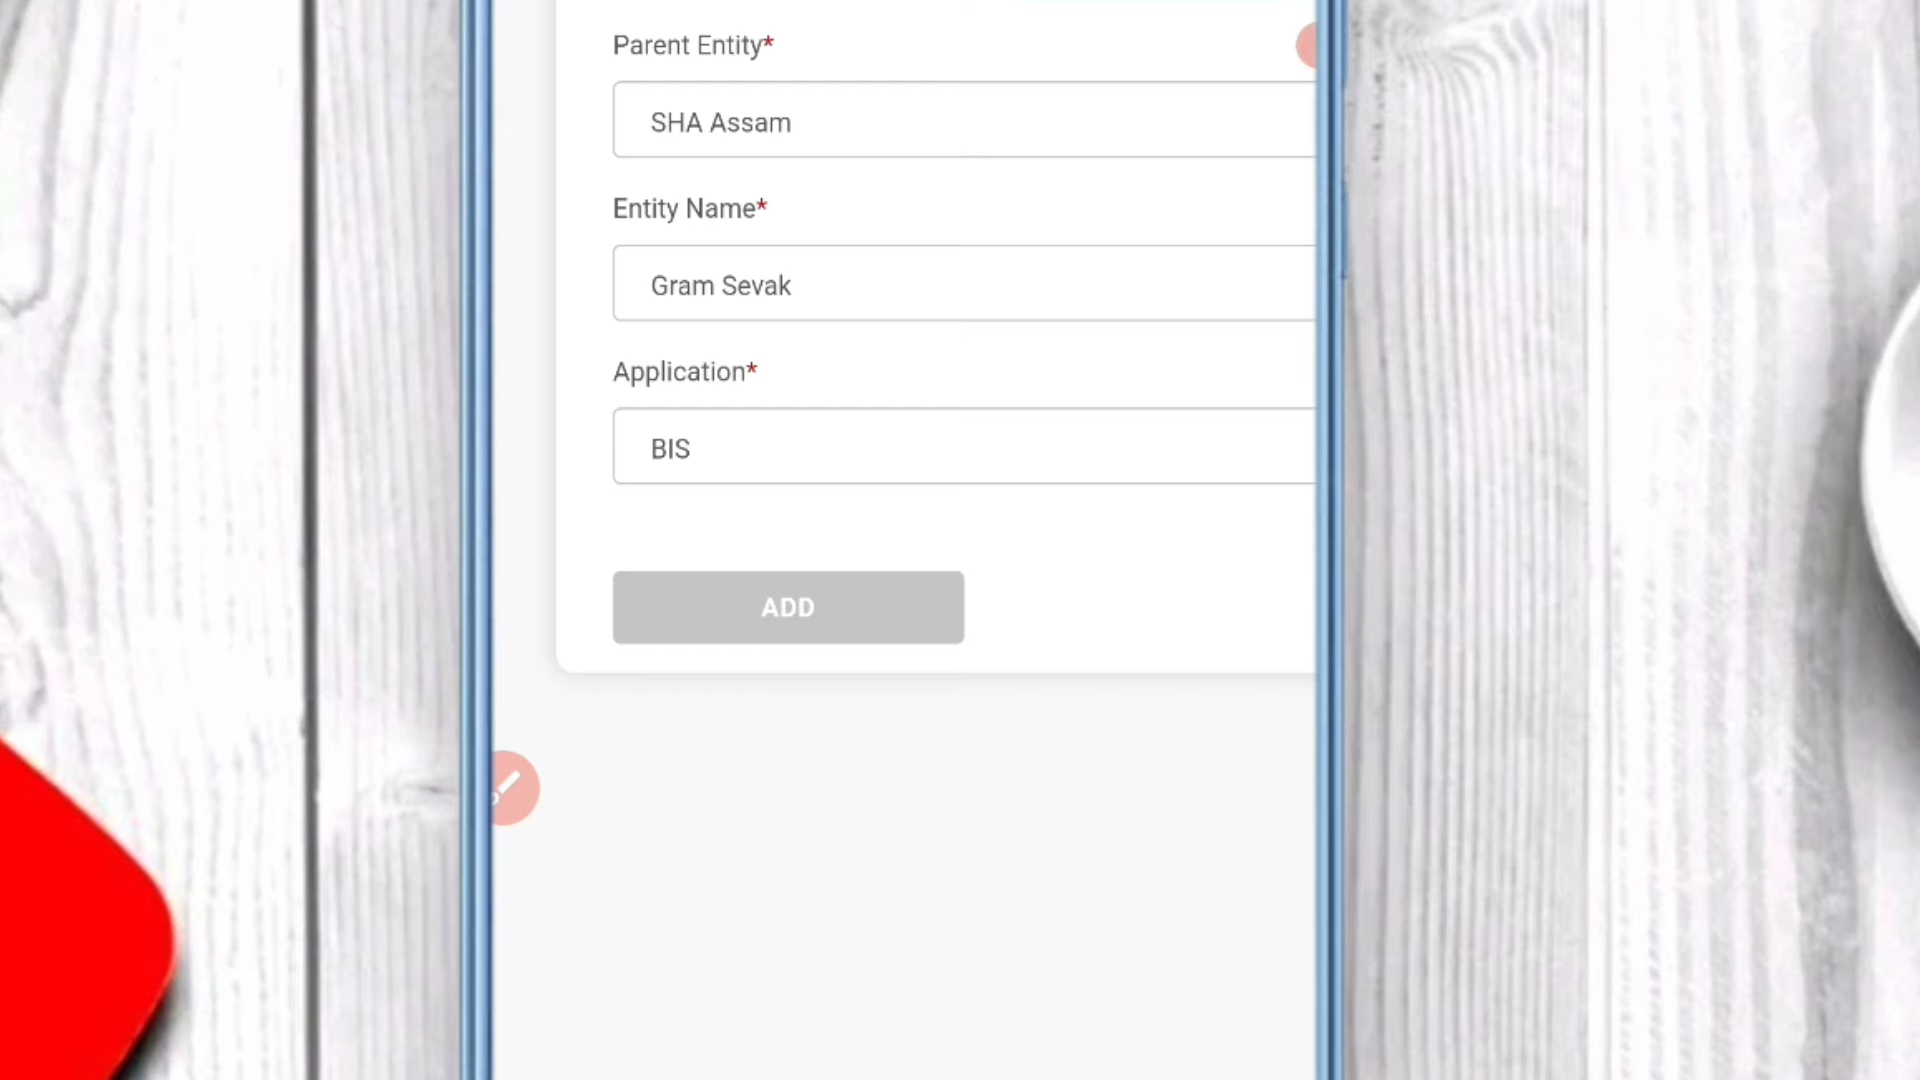 Parent Entity*
SHA Assam
Entity Name*
Gram Sevak
Application*
BIS
ADD